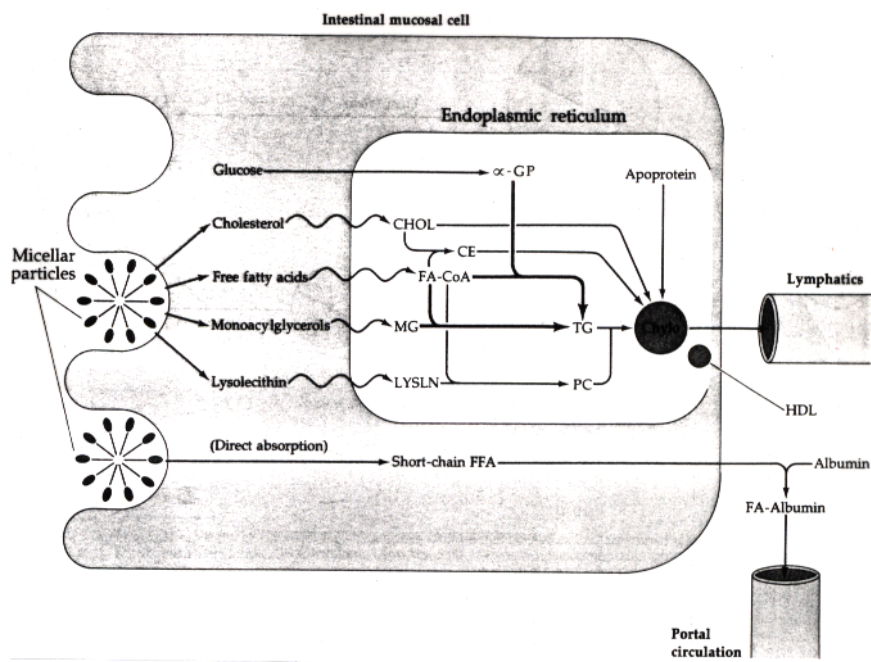 Intestinal mucosal cell
Endoplasmic reticulum
Glucose
∝-GP
Apoprotein
Cholesterol
CHOL
CE
Micellar
particles
Free fatty acids
FA-CoA
Lymphatics
Monoacylglycerols
MG
TG
Chylo
Lysolecithin
LYSLN
PC
HDL
(Direct absorption)
Short-chain FFA
Albumin
FA-Albumin
Portal
circulation